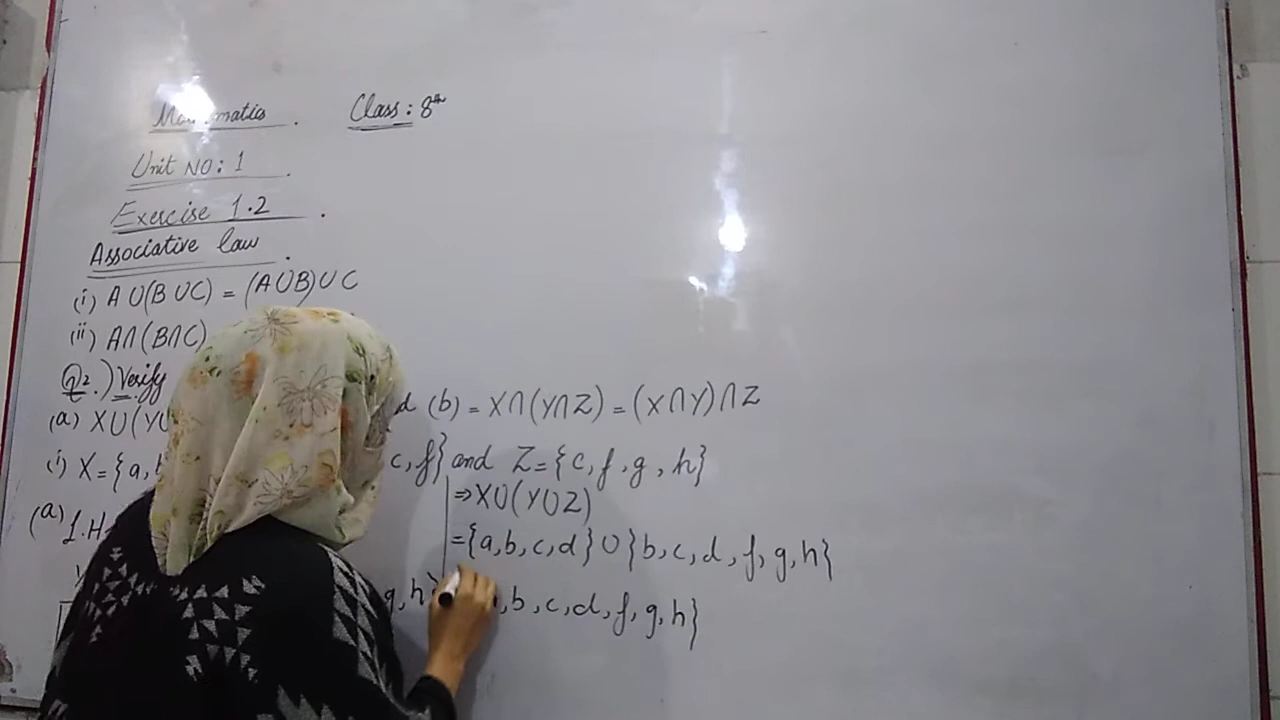 Mathematics. Class: 8th
Unit NO: 1.
Exercise 1.2.
Associative law.
(i) A∪(B∪C) = (A∪B)∪C
(ii) A∩(B∩C)
Q2.) Verify
(b) = X∩(Y∩Z) = (X∩Y)∩Z
(a) X∪(Y∪
(i) X={a, c, f} and Z={c, f, g, h}
⇒X∪(Y∪Z)
(a) L.H
={a,b,c,d}∪}b,c,d,f,g,h}
g,h} ,b,c,d,f,g,h}